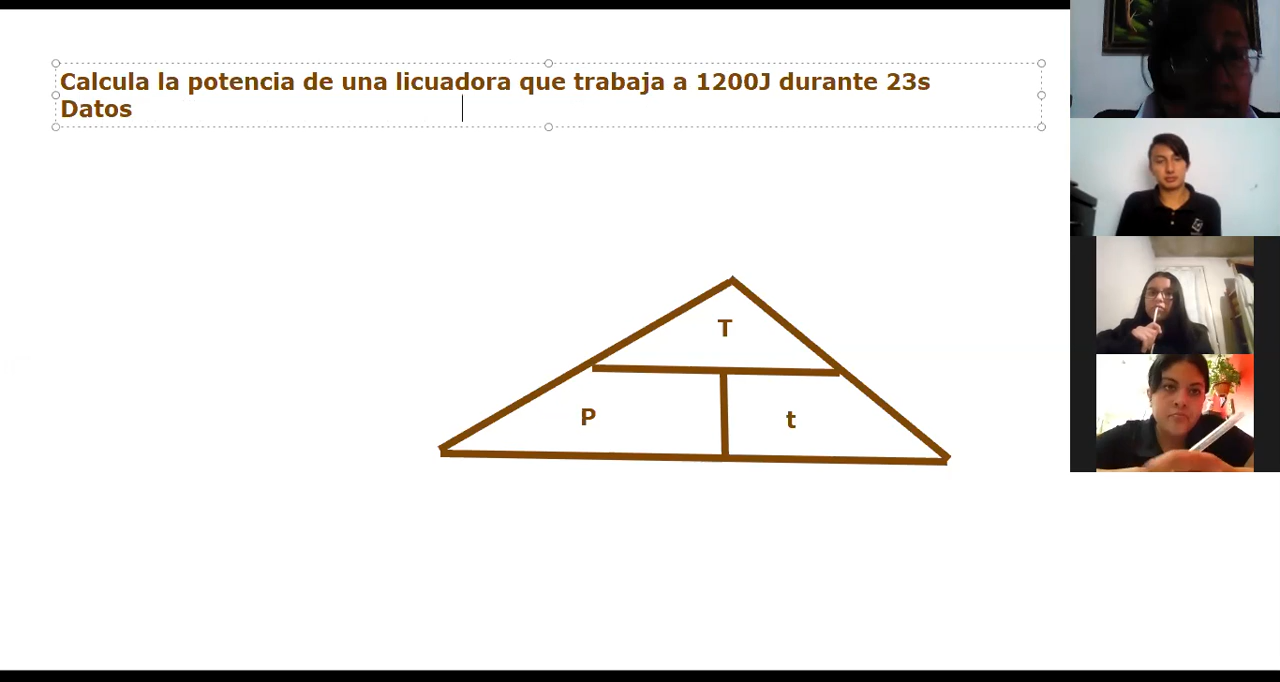 Calcula la potencia de una licuadora que trabaja a 1200J durante 23s
Datos
T
P
t